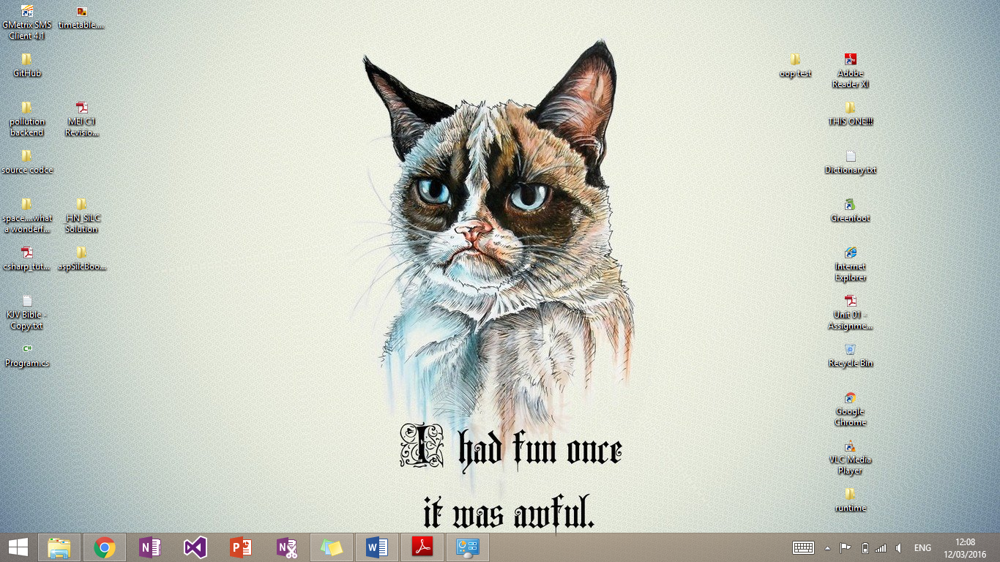 GMetrix SMS
Client 4.1
timetable....
GitHub
pollution
backend
MEI C1
Revisio...
source codce
space....what
a wonderf...
_HN_SiLC
Solution
csharp_tut...
aspSilcBoo...
KJV Bible -
Copy.txt
Program.cs
oop test
Adobe
Reader XI
THIS ONE!!!
Dictionary.txt
Greenfoot
Internet
Explorer
Unit 01 -
Assignme...
Recycle Bin
Google
Chrome
VLC Media
Player
runtime
I had fun once
it was awful.
ENG
12:08
12/03/2016